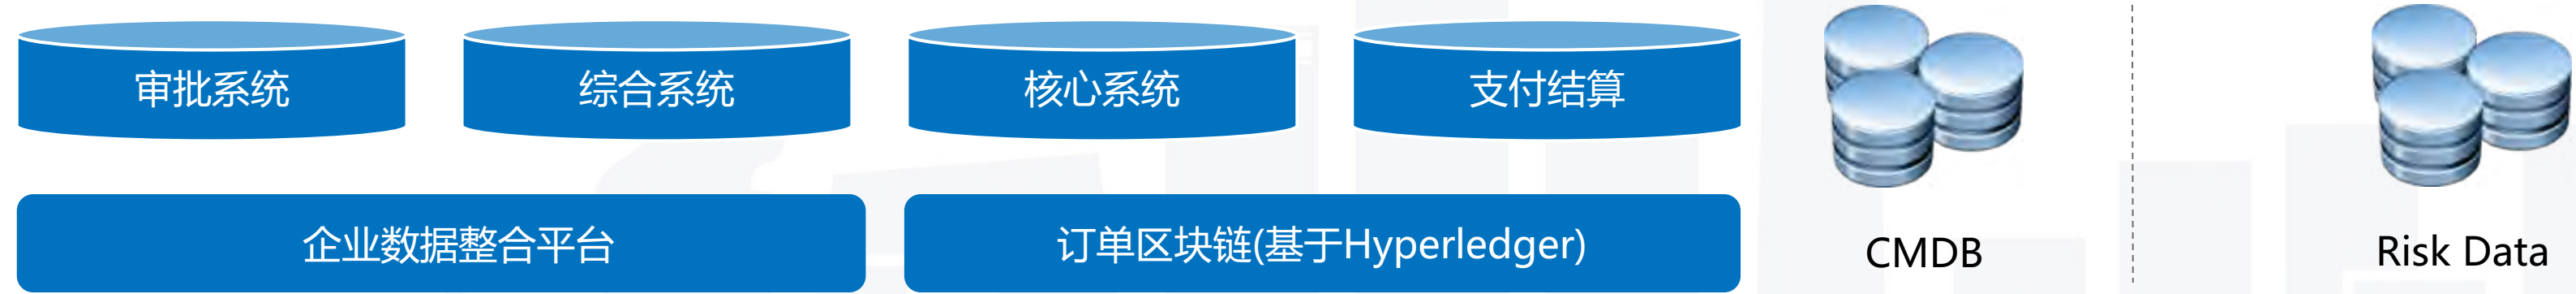 审批系统
综合系统
核心系统
支付结算
企业数据整合平台
订单区块链(基于Hyperledger)
CMDB
Risk Data